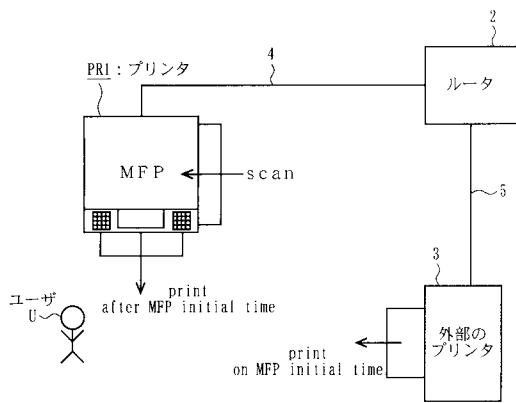 2
4
PR1：プリンタ
ルータ
MFP
scan
5
3
print
after MFP initial time
ユーザ
U
外部の
プリンタ
print
on MFP initial time